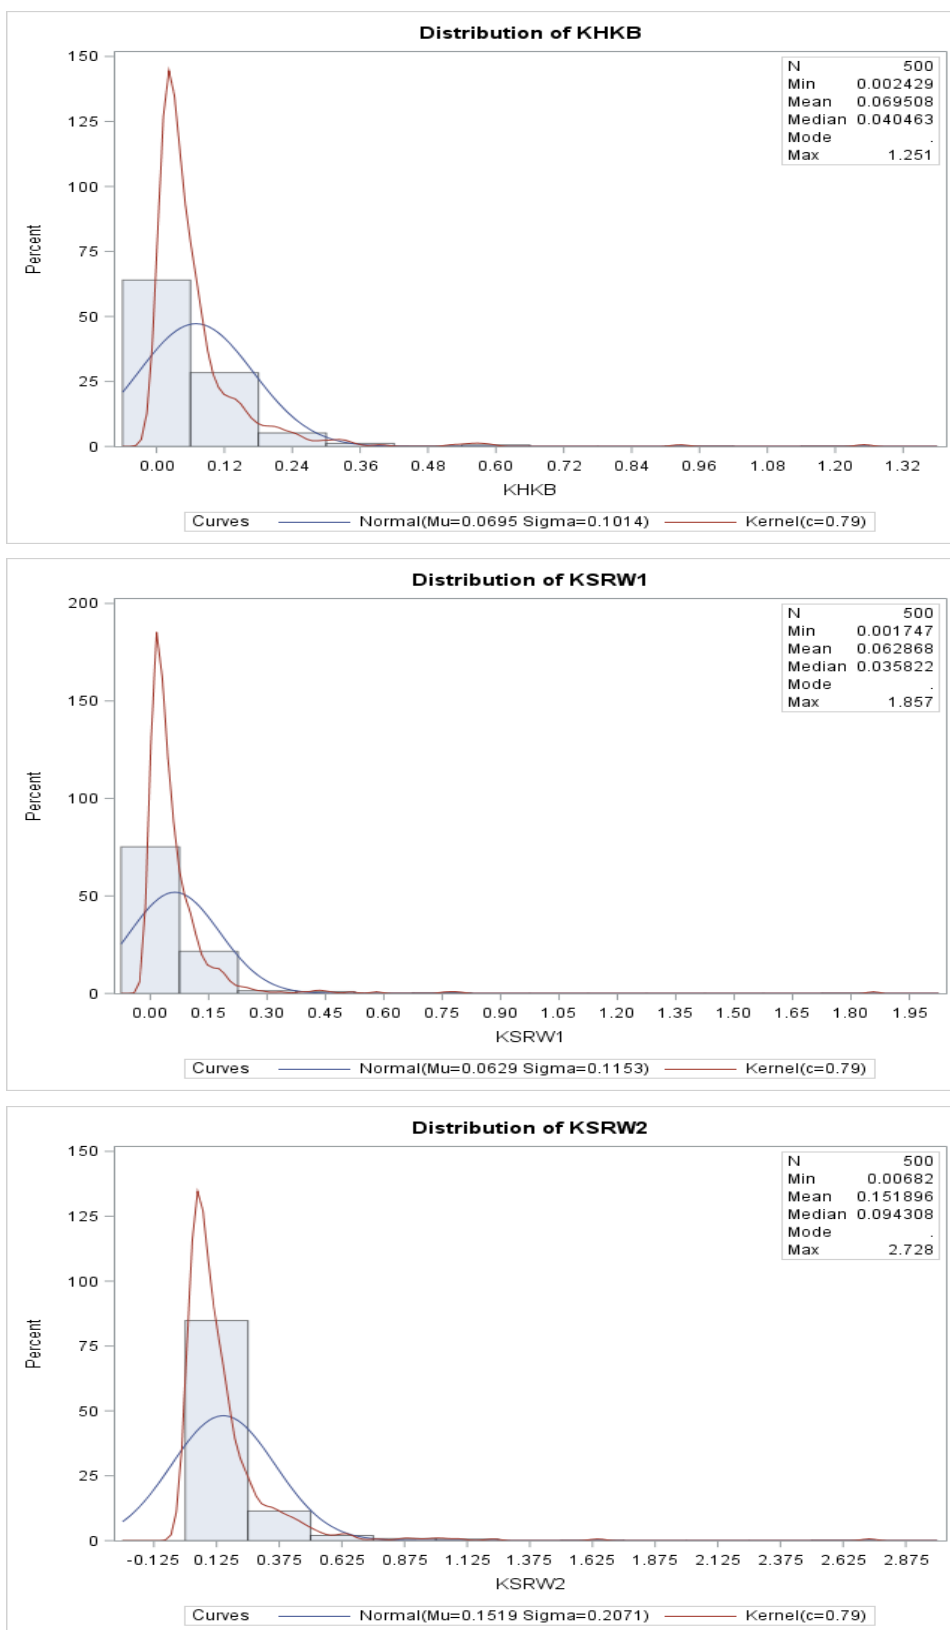 Distribution of KHKB
150
125
100
75
50
25
0
Percent
N 500
Min 0.002429
Mean 0.069508
Median 0.040463
Mode .
Max 1.251
0.00 0.12 0.24 0.36 0.48 0.60 0.72 0.84 0.96 1.08 1.20 1.32
KHKB
Curves Normal(Mu=0.0695 Sigma=0.1014) Kernel(c=0.79)
Distribution of KSRW1
200
150
100
50
0
Percent
N 500
Min 0.001747
Mean 0.062868
Median 0.035822
Mode .
Max 1.857
0.00 0.15 0.30 0.45 0.60 0.75 0.90 1.05 1.20 1.35 1.50 1.65 1.80 1.95
KSRW1
Curves Normal(Mu=0.0629 Sigma=0.1153) Kernel(c=0.79)
Distribution of KSRW2
150
125
100
75
50
25
0
Percent
N 500
Min 0.00682
Mean 0.151896
Median 0.094308
Mode .
Max 2.728
-0.125 0.125 0.375 0.625 0.875 1.125 1.375 1.625 1.875 2.125 2.375 2.625 2.875
KSRW2
Curves Normal(Mu=0.1519 Sigma=0.2071) Kernel(c=0.79)